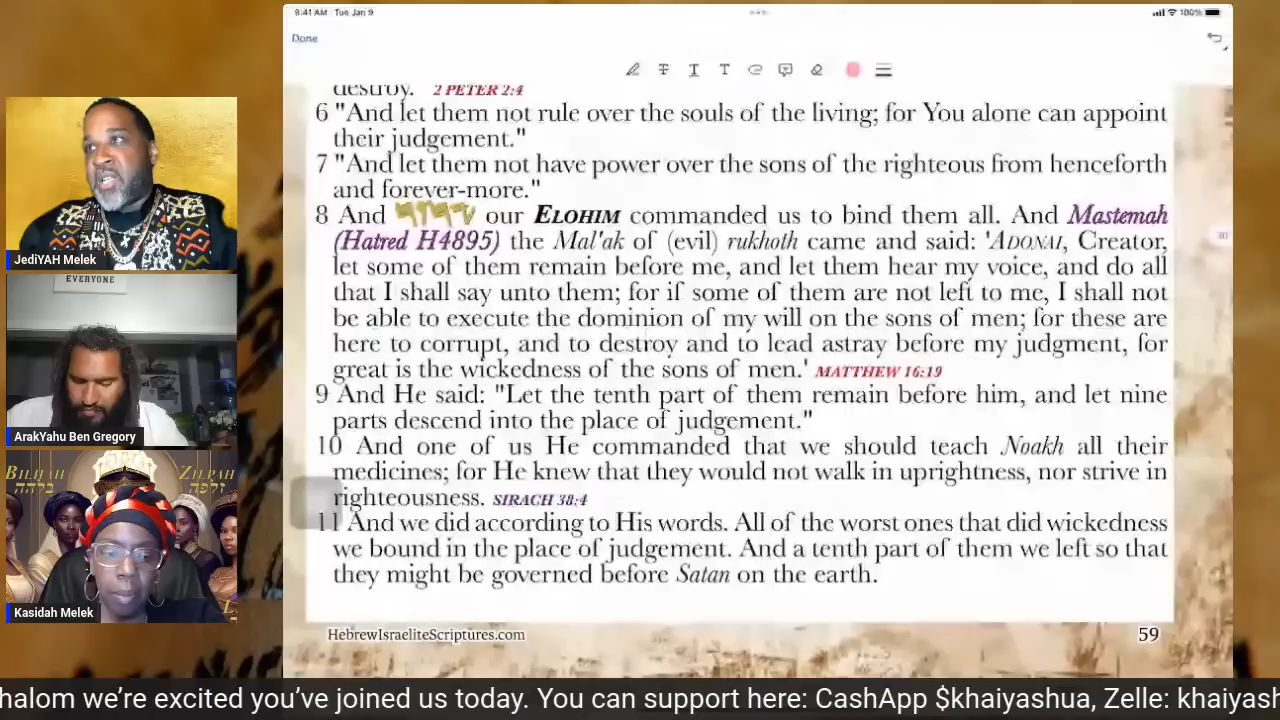 8:41 AM Tue Jan 9
100%
Done
destroy. 2 PETER 2:4
6 "And let them not rule over the souls of the living; for You alone can appoint
their judgement."
7 "And let them not have power over the sons of the righteous from henceforth
and forever-more."
8 And our ELOHIM commanded us to bind them all. And Mastemah
(Hatred H4895) the Mal'ak of (evil) rukhoth came and said: 'ADONAI, Creator,
let some of them remain before me, and let them hear my voice, and do all
that I shall say unto them; for if some of them are not left to me, I shall not
be able to execute the dominion of my will on the sons of men; for these are
here to corrupt, and to destroy and to lead astray before my judgment, for
great is the wickedness of the sons of men.' MATTHEW 16:19
9 And He said: "Let the tenth part of them remain before him, and let nine
parts descend into the place of judgement."
10 And one of us He commanded that we should teach Noakh all their
medicines; for He knew that they would not walk in uprightness, nor strive in
righteousness. SIRACH 38:4
11 And we did according to His words. All of the worst ones that did wickedness
we bound in the place of judgement. And a tenth part of them we left so that
they might be governed before Satan on the earth.
HebrewIsraeliteScriptures.com
59
JediYAH Melek
EVERYONE
ArakYahu Ben Gregory
BILHAH
בלהה
ZILPAH
זלפה
Kasidah Melek
halom we're excited you've joined us today. You can support here: CashApp $khaiyashua, Zelle: khaiyash